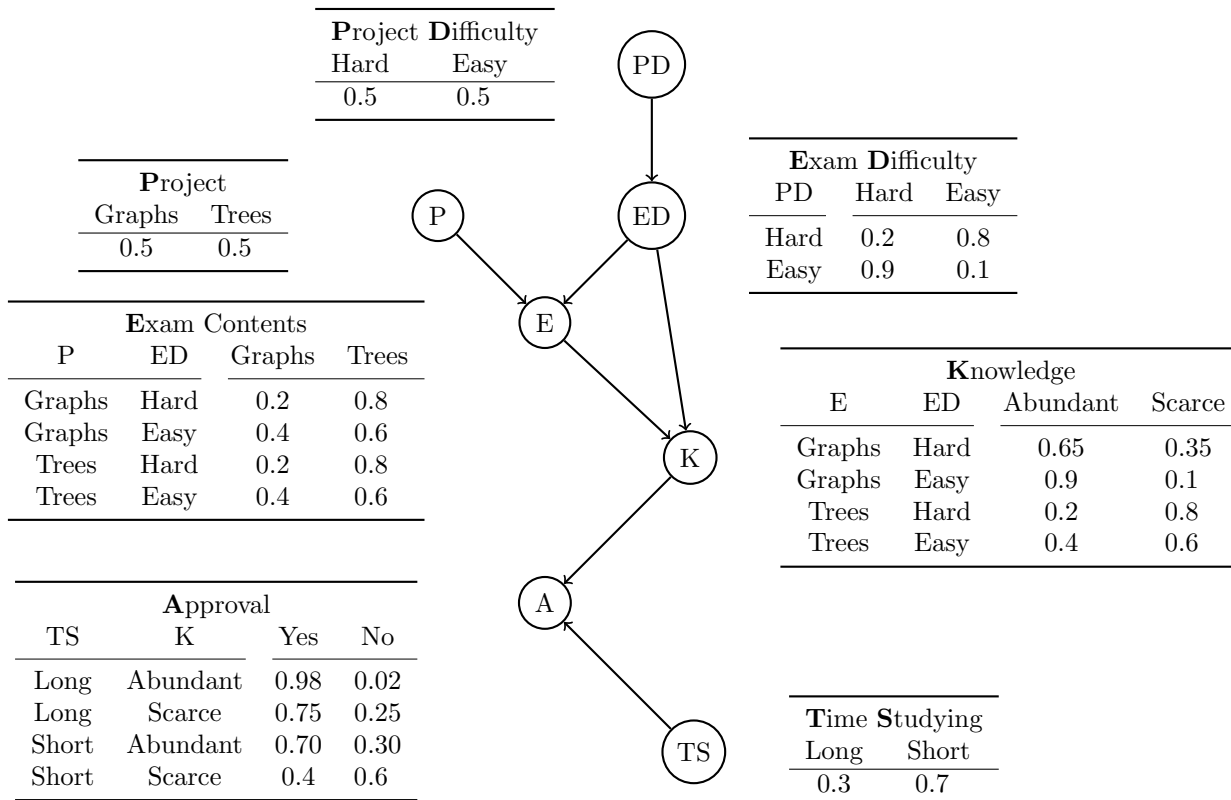 Project Difficulty
Hard Easy
0.5 0.5
PD
Exam Difficulty
PD Hard Easy
Hard 0.2 0.8
Easy 0.9 0.1
Project
Graphs Trees
0.5 0.5
P
ED
Exam Contents
P ED Graphs Trees
Graphs Hard 0.2 0.8
Graphs Easy 0.4 0.6
Trees Hard 0.2 0.8
Trees Easy 0.4 0.6
E
Knowledge
E ED Abundant Scarce
Graphs Hard 0.65 0.35
Graphs Easy 0.9 0.1
Trees Hard 0.2 0.8
Trees Easy 0.4 0.6
K
Approval
TS K Yes No
Long Abundant 0.98 0.02
Long Scarce 0.75 0.25
Short Abundant 0.70 0.30
Short Scarce 0.4 0.6
A
TS
Time Studying
Long Short
0.3 0.7